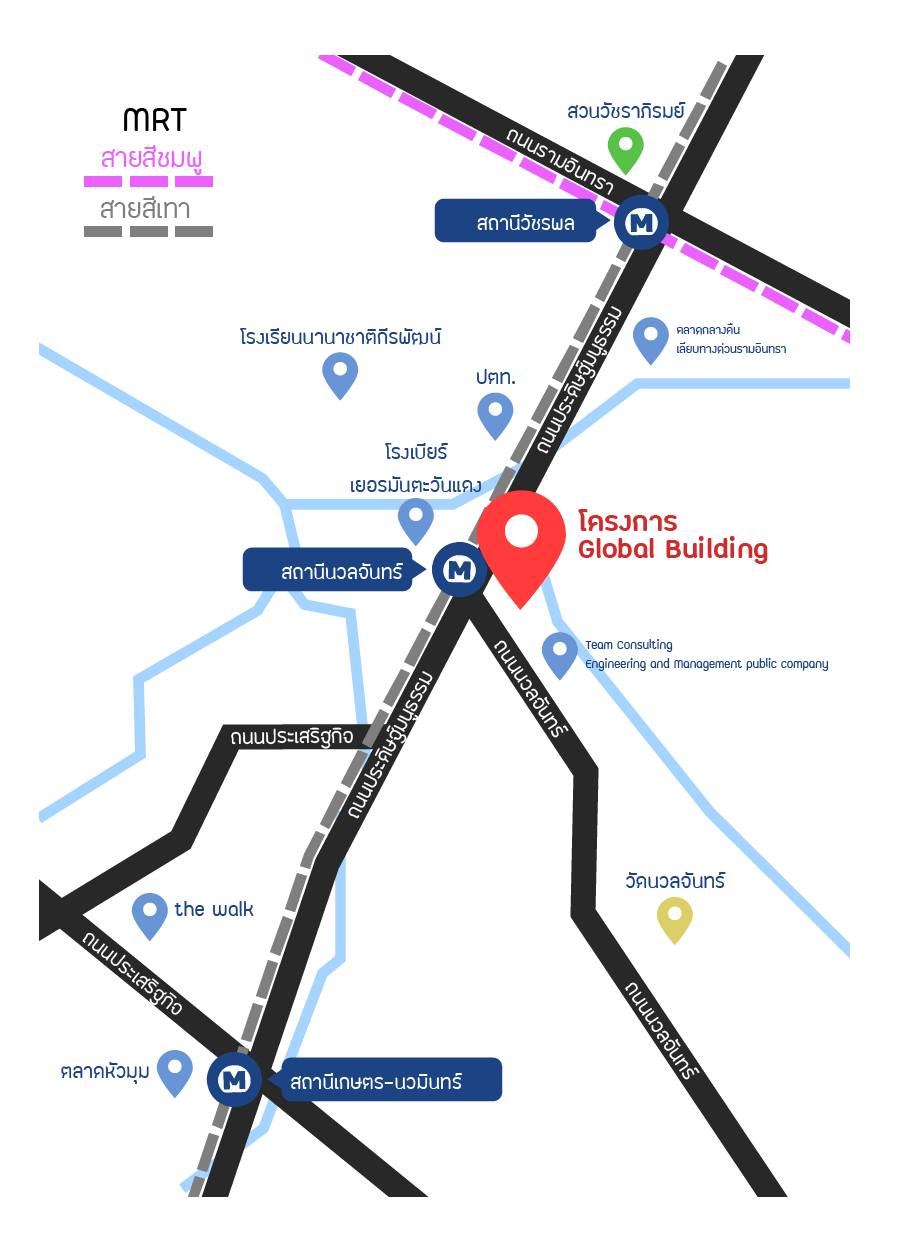 MRT
สายสีชมพู
สายสีเทา
สวนวัชราภิรมย์
ถนนรามอินทรา
สถานีวัชรพล
ตลาดกลางคืน
เลียบทางด่วนรามอินทรา
ถนนประดิษฐ์มนูธรรม
โรงเรียนนานาชาติกีรพัฒน์
ปตท.
โรงเบียร์
เยอรมันตะวันแดง
โครงการ
Global Building
สถานีนวลจันทร์
Team Consulting
Engineering and Management public company
ถนนนวลจันทร์
ถนนประดิษฐ์มนูธรรม
ถนนประเสริฐกิจ
วัดนวลจันทร์
the walk
ถนนประเสริฐกิจ
ถนนนวลจันทร์
ตลาดหัวมุม
สถานีเกษตร-นวมินทร์